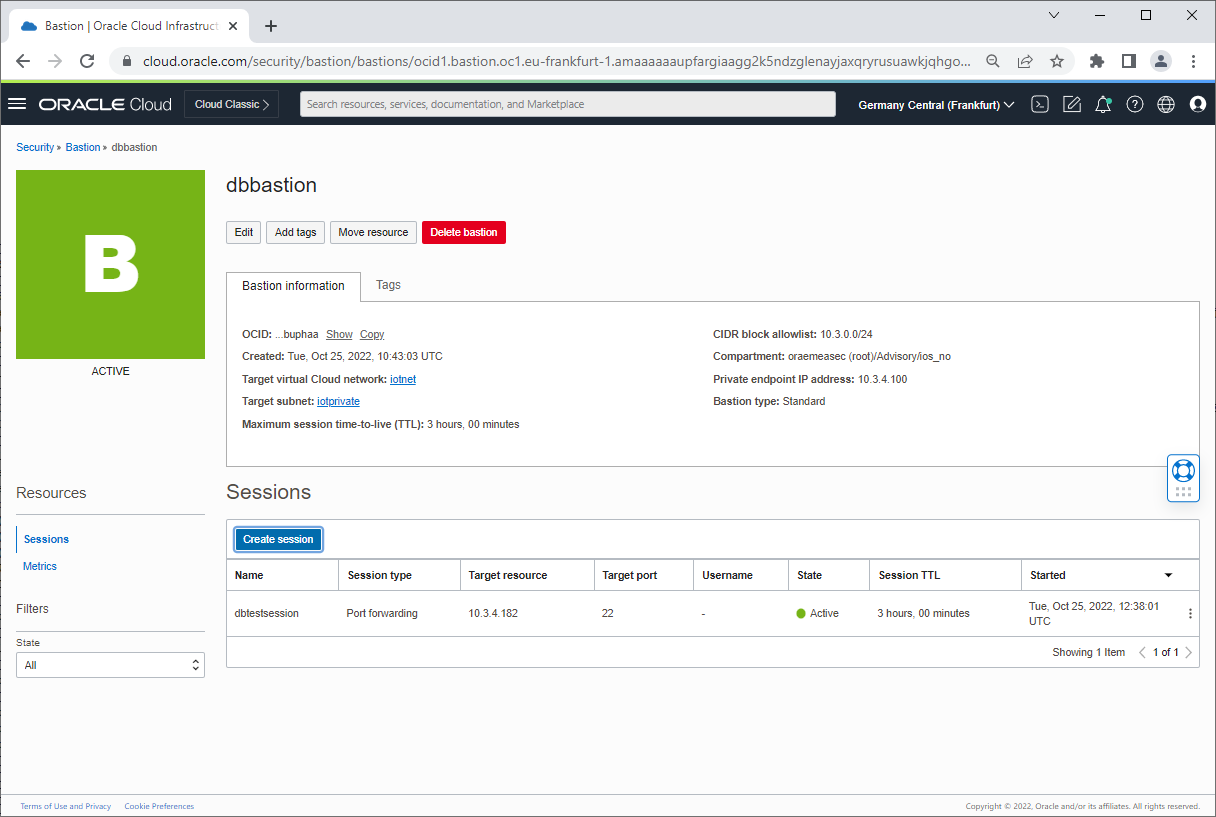 Bastion | Oracle Cloud Infrastruct
cloud.oracle.com/security/bastion/bastions/ocid1.bastion.oc1.eu-frankfurt-1.amaaaaaaupfargiaagg2k5ndzglenayjaxqryrusuawkjqhgo...
ORACLE Cloud
Cloud Classic >
Search resources, services, documentation, and Marketplace
Germany Central (Frankfurt)
Security » Bastion » dbbastion
B
ACTIVE
dbbastion
Edit
Add tags
Move resource
Delete bastion
Bastion information
Tags
OCID: ...buphaa Show Copy
Created: Tue, Oct 25, 2022, 10:43:03 UTC
Target virtual Cloud network: iotnet
Target subnet: iotprivate
Maximum session time-to-live (TTL): 3 hours, 00 minutes
CIDR block allowlist: 10.3.0.0/24
Compartment: oraemeasec (root)/Advisory/ios_no
Private endpoint IP address: 10.3.4.100
Bastion type: Standard
Resources
Sessions
Metrics
Filters
State
All
Sessions
Create session
Name Session type Target resource Target port Username State Session TTL Started
dbtestsession Port forwarding 10.3.4.182 22 - Active 3 hours, 00 minutes Tue, Oct 25, 2022, 12:38:01
UTC
Showing 1 Item < 1 of 1 >
Terms of Use and Privacy Cookie Preferences
Copyright © 2022, Oracle and/or its affiliates. All rights reserved.